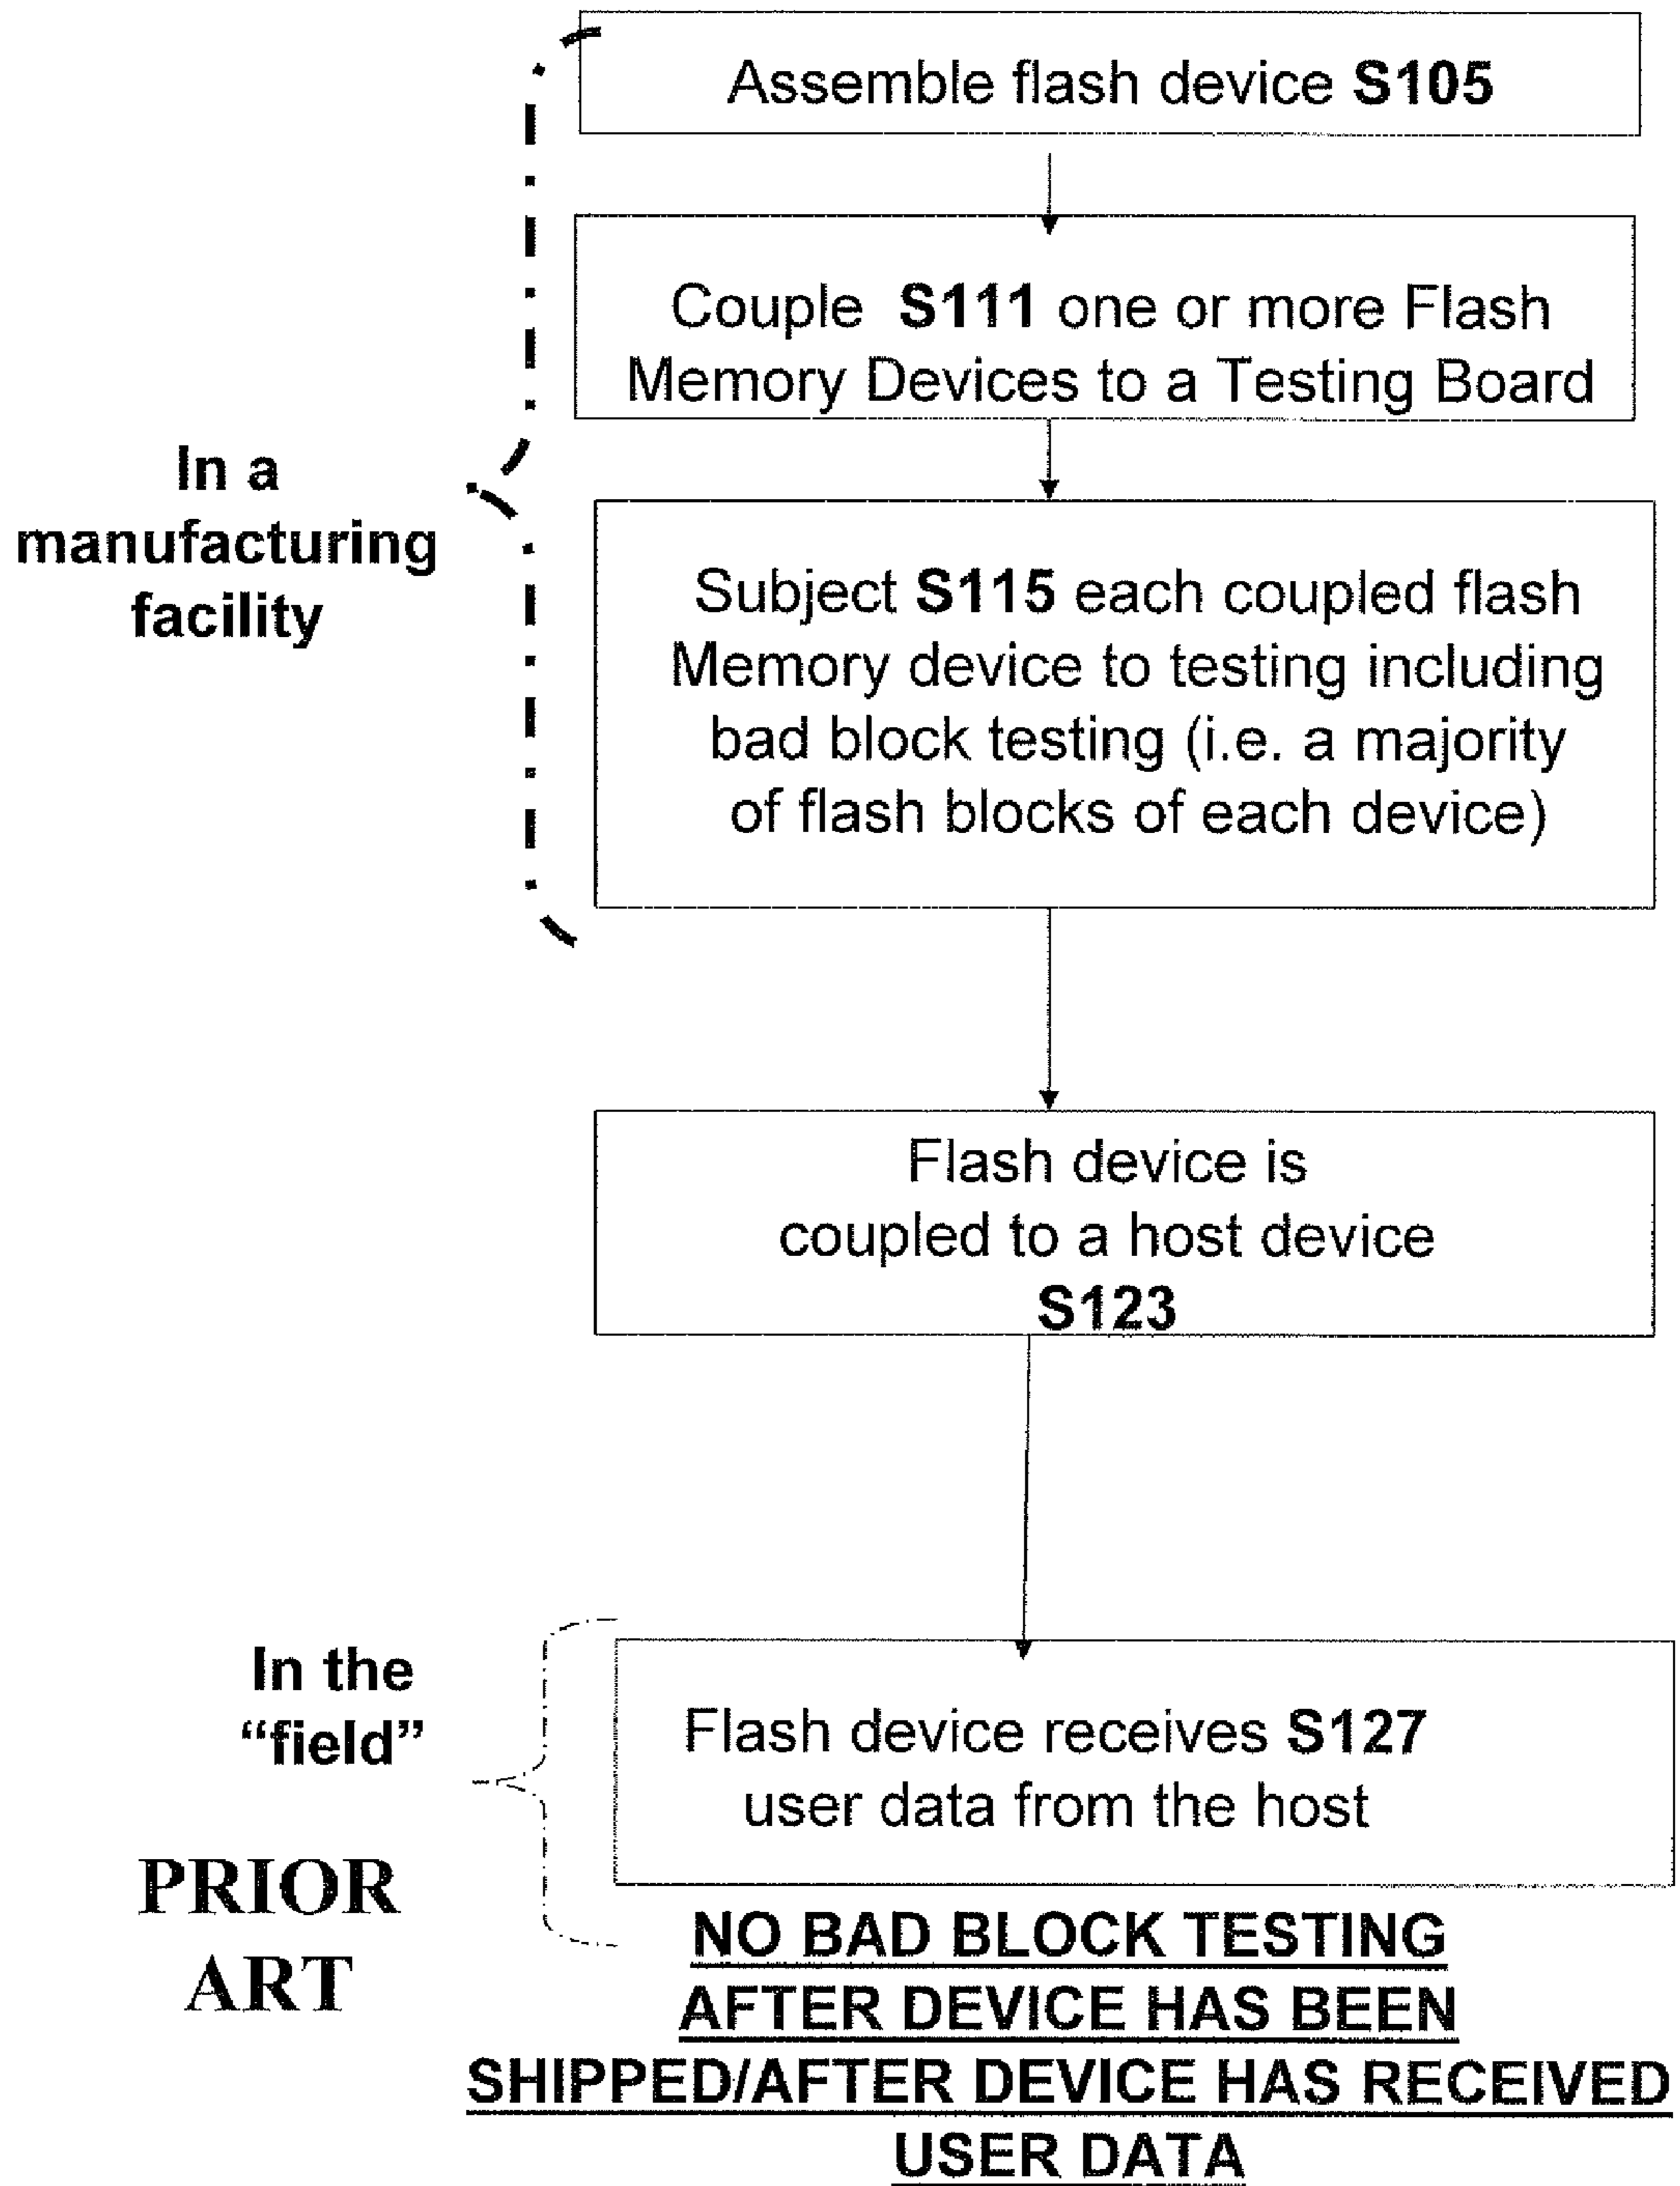 Assemble flash device S105
Couple S111 one or more Flash
Memory Devices to a Testing Board
In a
manufacturing
facility
Subject S115 each coupled flash
Memory device to testing including
bad block testing (i.e. a majority
of flash blocks of each device)
Flash device is
coupled to a host device
S123
In the
“field”
Flash device receives S127
user data from the host
PRIOR
ART
NO BAD BLOCK TESTING
AFTER DEVICE HAS BEEN
SHIPPED/AFTER DEVICE HAS RECEIVED
USER DATA